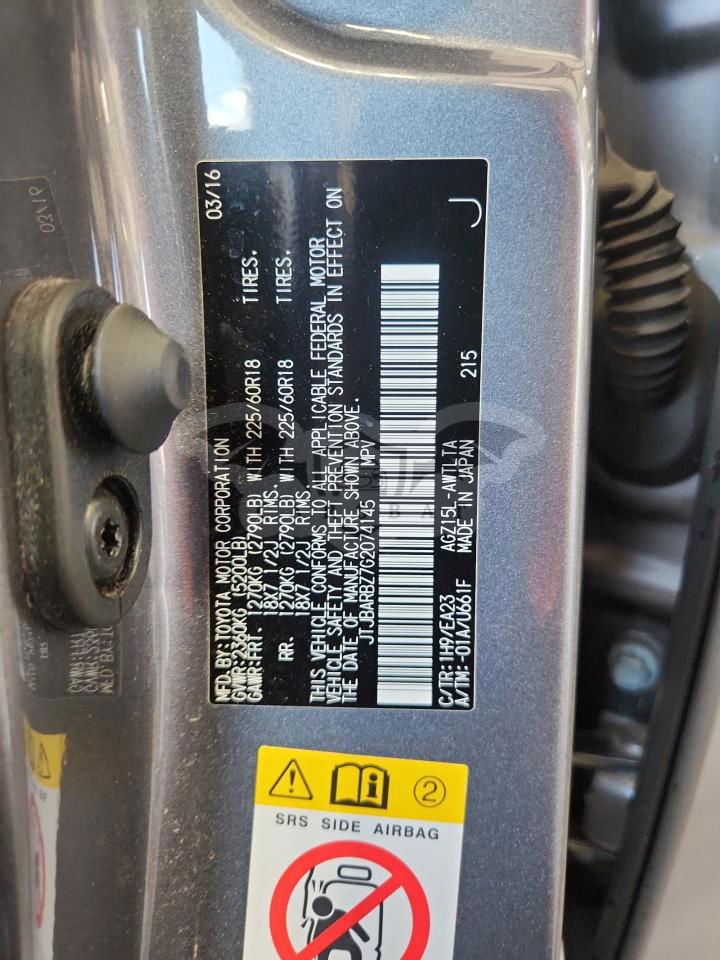 MFD.BY:TOYOTA MOTOR CORPORATION 03/16
GVWR:2360KG (5200LB)
GAWR:FRT. 1270KG (2790LB) WITH 225/60R18 TIRES.
18X7 1/2J RIMS.
RR. 1270KG (2790LB) WITH 225/60R18 TIRES.
18X7 1/2J RIMS.
THIS VEHICLE CONFORMS TO ALL APPLICABLE FEDERAL MOTOR
VEHICLE SAFETY AND THEFT PREVENTION STANDARDS IN EFFECT ON
THE DATE OF MANUFACTURE SHOWN ABOVE.
JTJBARBZ7G2074145 MPV
C/TR:1H9/EA23 AGZ15L-AWTLTA 215 J
A/TM:-01A/U661F MADE IN JAPAN
2
SRS SIDE AIRBAG